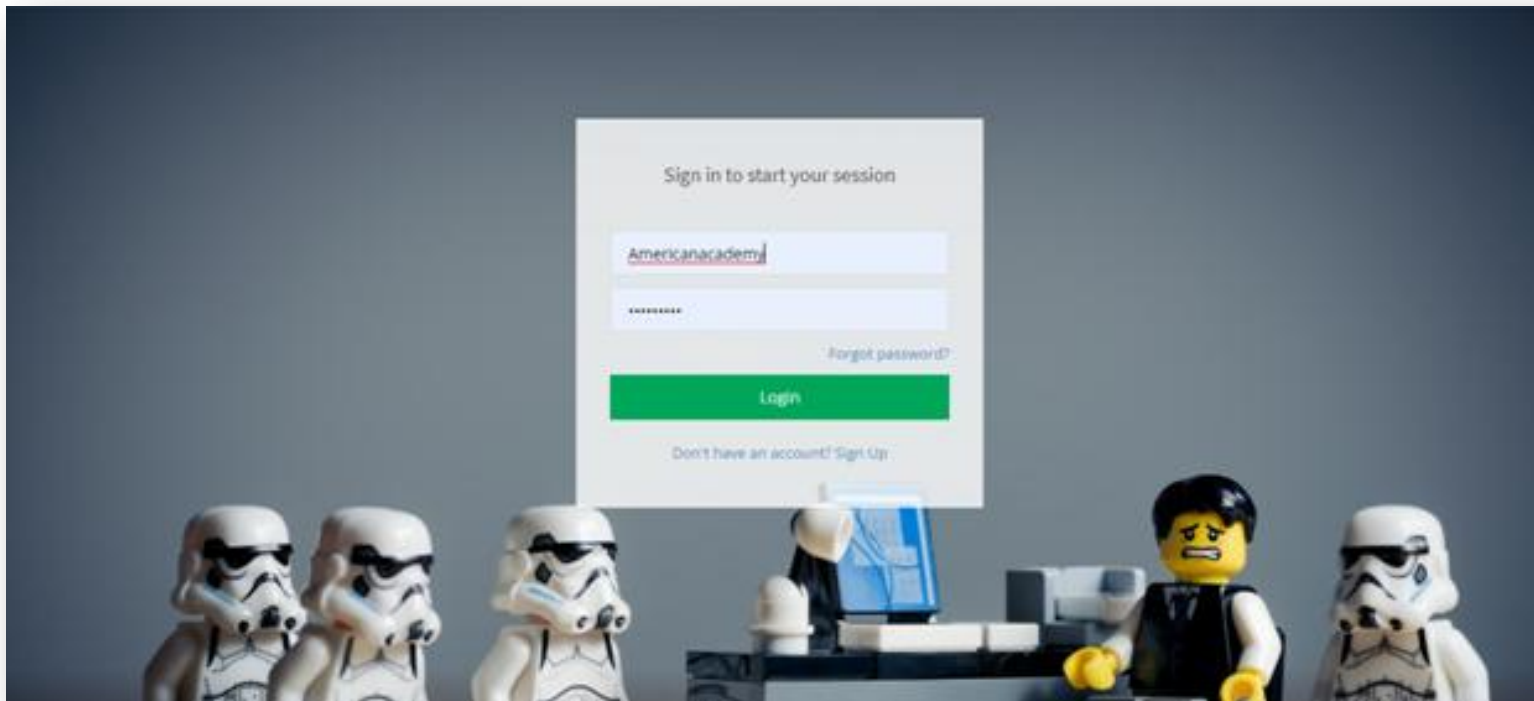 Sign in to start your session
Americanacademy
•••••••••
Forgot password?
Login
Don't have an account? Sign Up